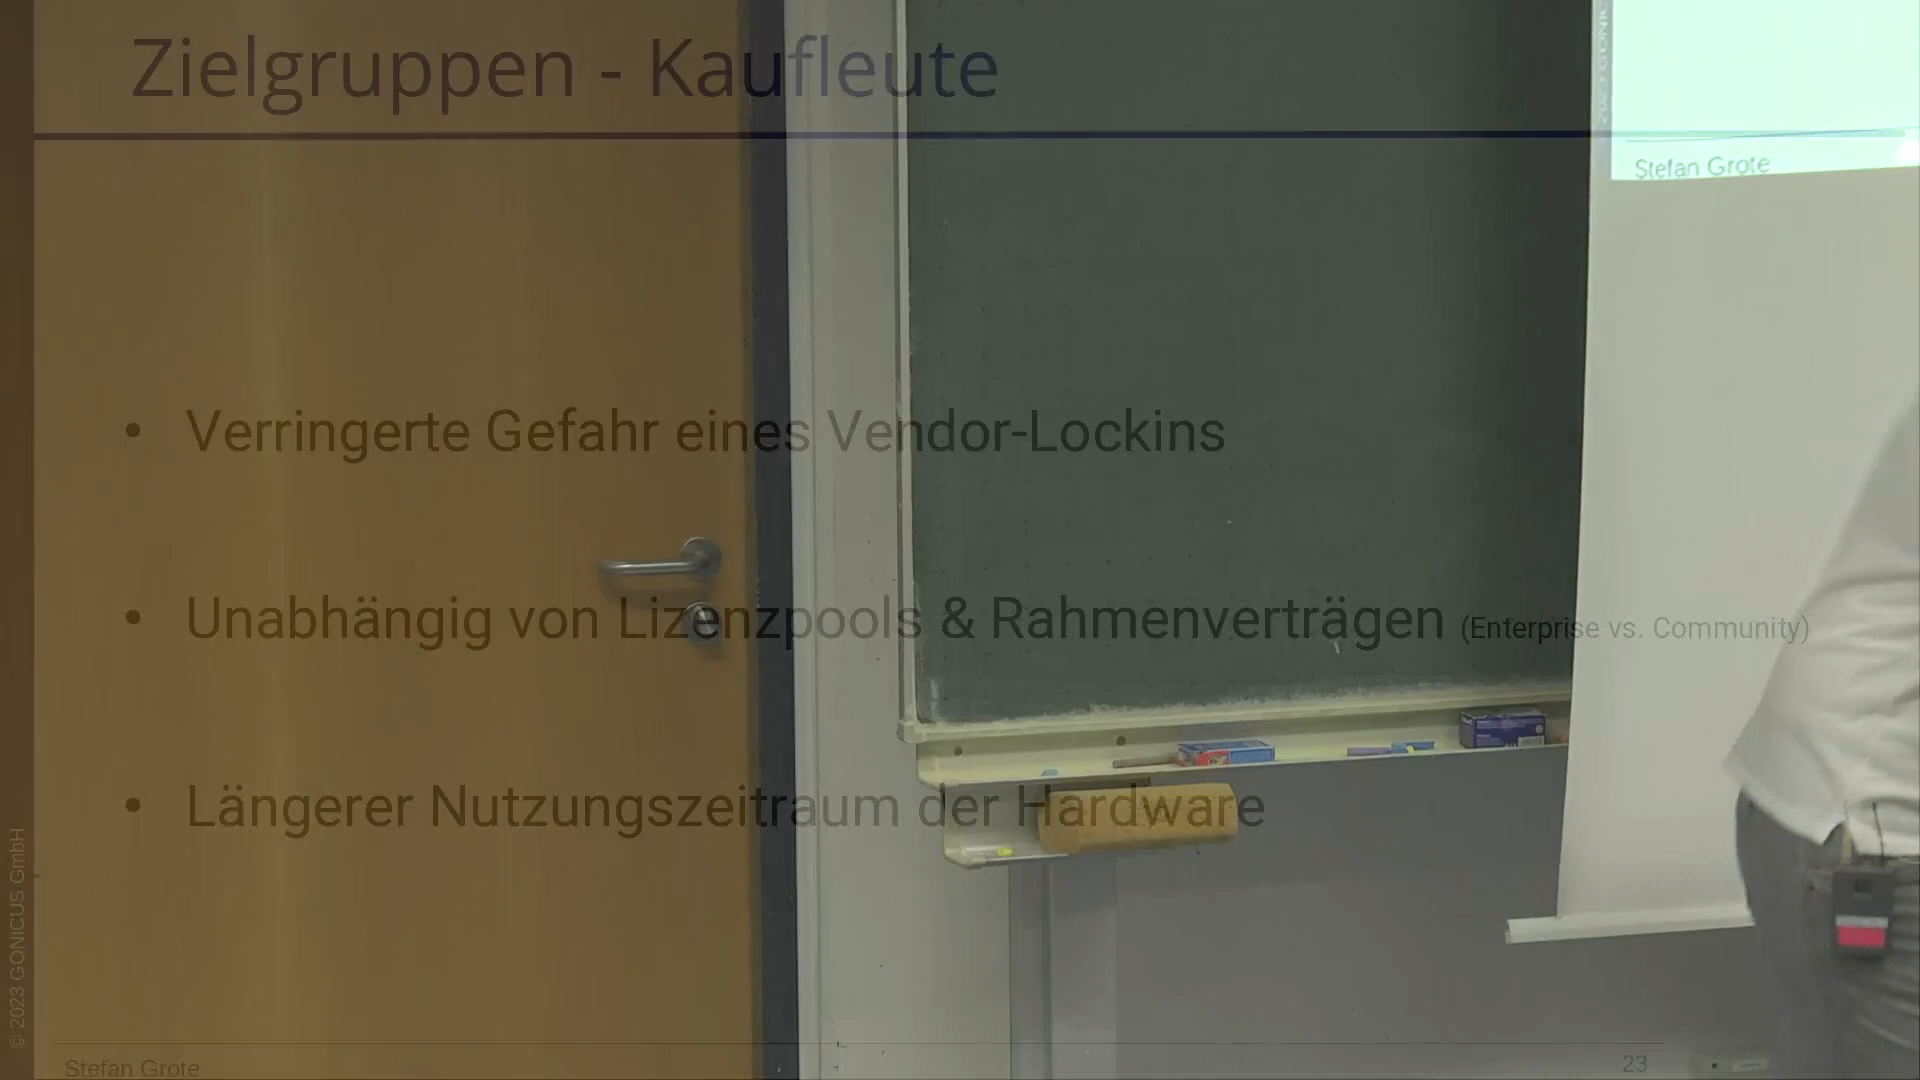 Zielgruppen - Kaufleute
Stefan Grote
• Verringerte Gefahr eines Vendor-Lockins
• Unabhängig von Lizenzpools & Rahmenverträgen (Enterprise vs. Community)
• Längerer Nutzungszeitraum der Hardware
© 2023 GONICUS GmbH
Stefan Grote
23